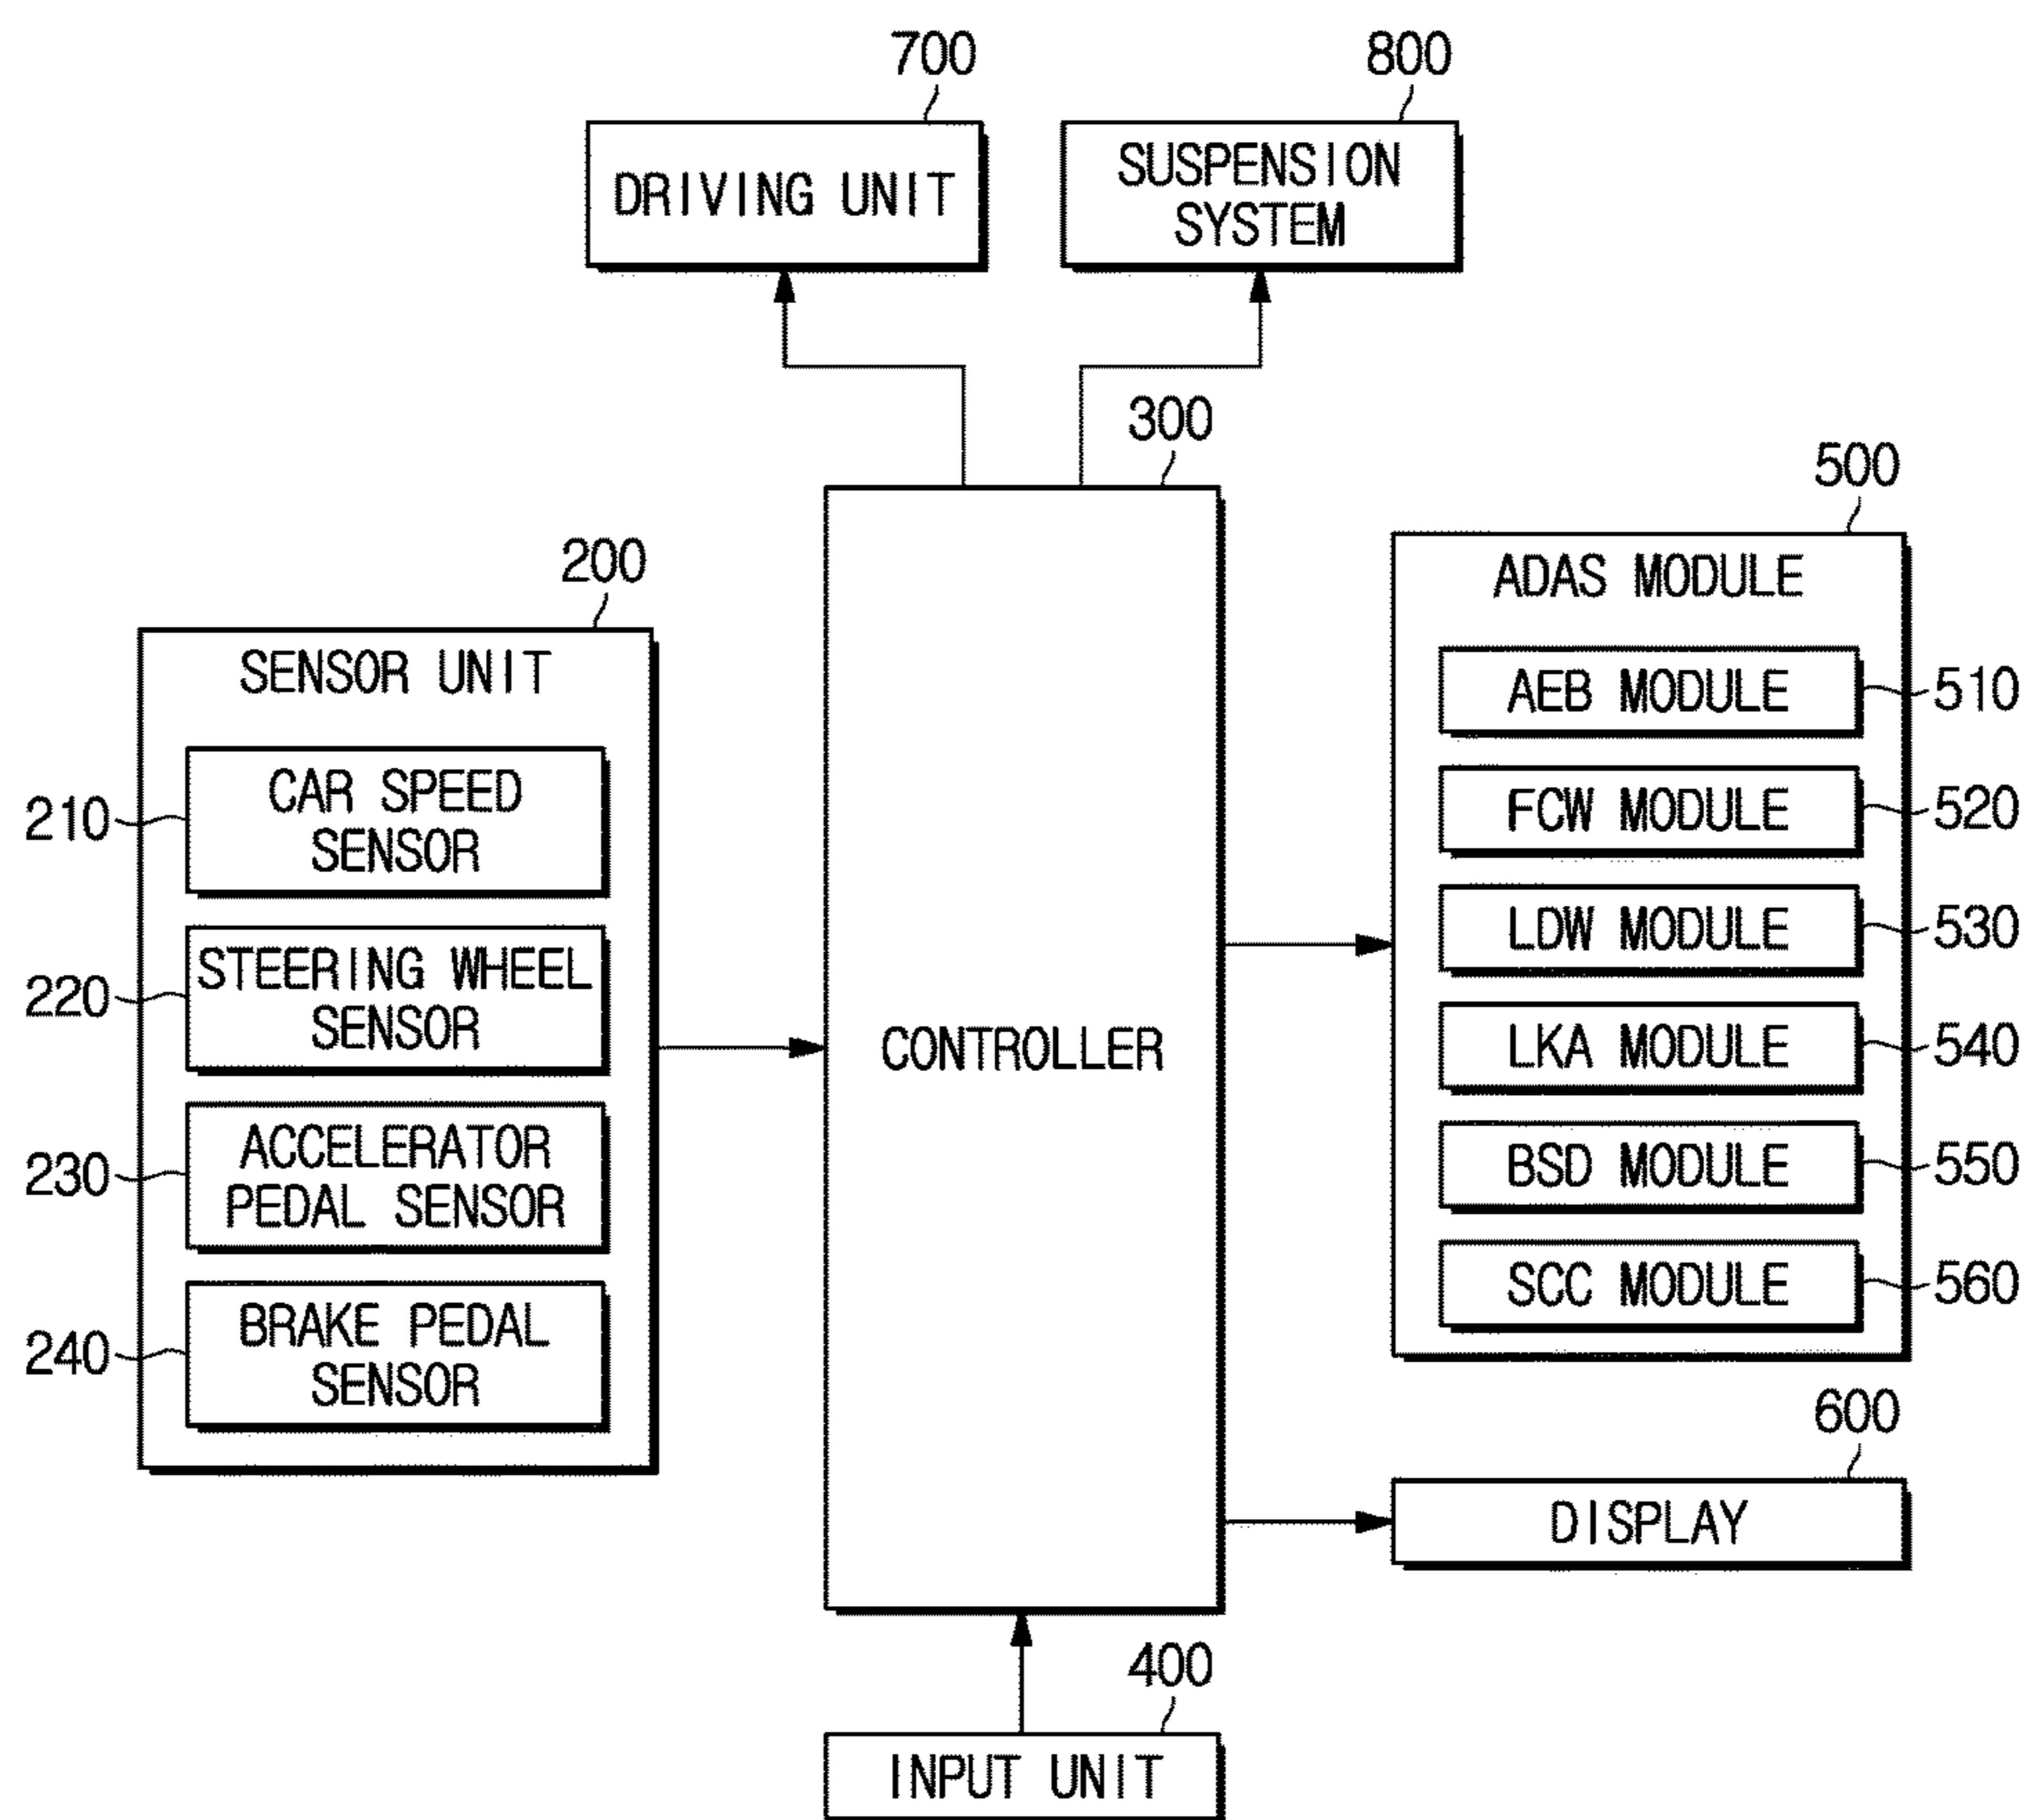 700
800
DRIVING UNIT
SUSPENSION
SYSTEM
300
500
200
ADAS MODULE
SENSOR UNIT
AEB MODULE
510
CAR SPEED
SENSOR
210
FCW MODULE
520
LDW MODULE
530
STEERING WHEEL
SENSOR
220
CONTROLLER
LKA MODULE
540
ACCELERATOR
PEDAL SENSOR
230
BSD MODULE
550
SCC MODULE
560
BRAKE PEDAL
SENSOR
240
600
DISPLAY
400
INPUT UNIT